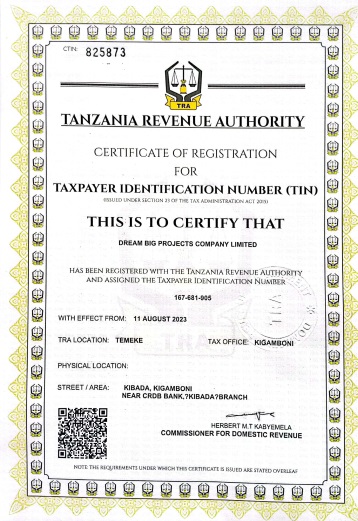 CTIN: 825873
TRA
TANZANIA REVENUE AUTHORITY
CERTIFICATE OF REGISTRATION
FOR
TAXPAYER IDENTIFICATION NUMBER (TIN)
(ISSUED UNDER SECTION 23 OF THE TAX ADMINISTRATION ACT 2015)
THIS IS TO CERTIFY THAT
DREAM BIG PROJECTS COMPANY LIMITED
HAS BEEN REGISTERED WITH THE TANZANIA REVENUE AUTHORITY
AND ASSIGNED THE TAXPAYER IDENTIFICATION NUMBER
167-681-905
WITH EFFECT FROM: 11 AUGUST 2023
TRA LOCATION: TEMEKE TAX OFFICE: KIGAMBONI
PHYSICAL LOCATION:
STREET / AREA: KIBADA, KIGAMBONI
NEAR CRDB BANK,?KIBADA?BRANCH
HERBERT M.T KABYEMELA
COMMISSIONER FOR DOMESTIC REVENUE
NOTE THE REQUIREMENTS UNDER WHICH THIS CERTIFICATE IS ISSUED ARE STATED OVERLEAF